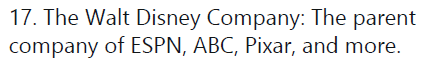 17. The Walt Disney Company: The parent
company of ESPN, ABC, Pixar, and more.